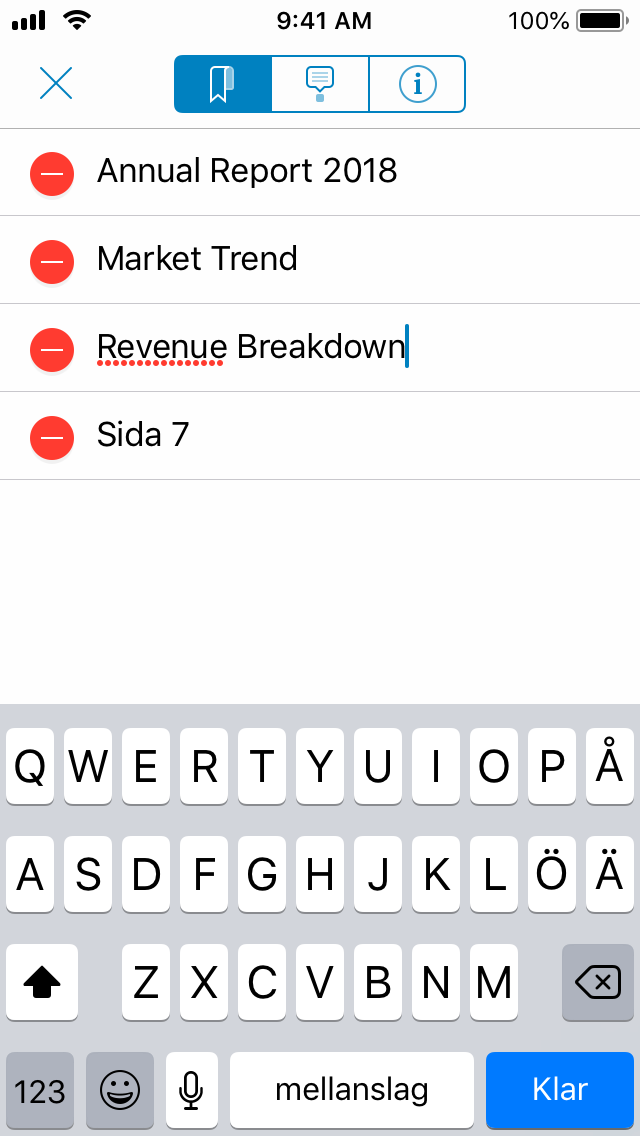 9:41 AM 100%
i
Annual Report 2018
Market Trend
Revenue Breakdown
Sida 7
Q W E R T Y U I O P Å
A S D F G H J K L Ö Ä
Z X C V B N M
123 mellanslag Klar